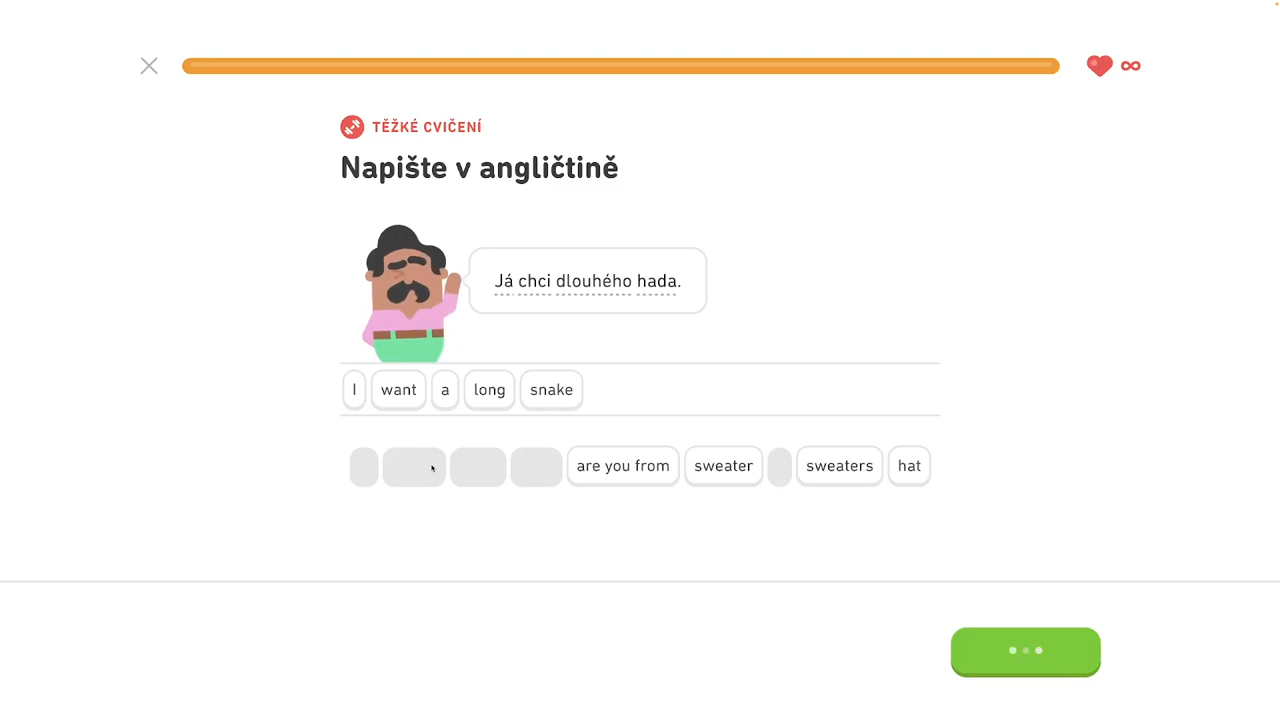 TĚŽKÉ CVIČENÍ
Napište v angličtině
Já chci dlouhého hada.
I want a long snake
are you from sweater sweaters hat